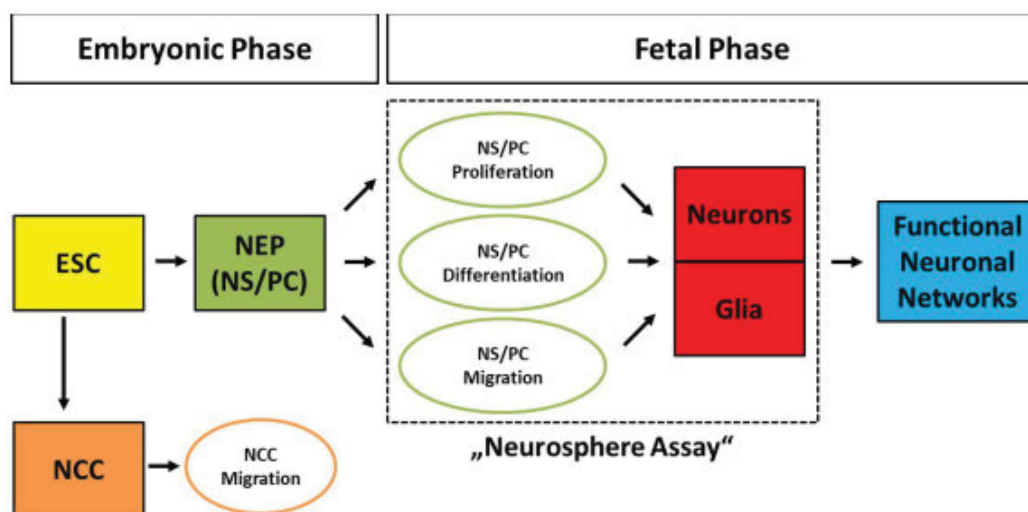 Embryonic Phase
Fetal Phase
NS/PC
Proliferation
ESC
NEP
(NS/PC)
NS/PC
Differentiation
Neurons
Glia
Functional
Neuronal
Networks
NS/PC
Migration
„Neurosphere Assay“
NCC
NCC
Migration